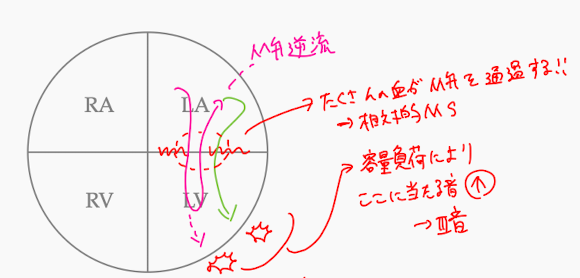 M弁逆流
RA
LA
たくさんの血がM弁を通過する!!
→相対的MS
RV
LV
容量負荷により
ここに当たる音↑
→Ⅲ音